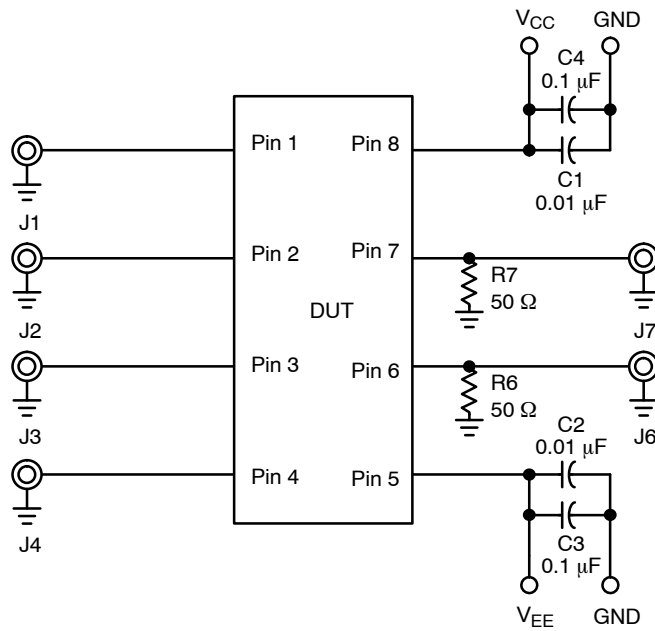 V_CC GND
C4
0.1 μF
Pin 1 Pin 8
C1
0.01 μF
J1
Pin 2 Pin 7
R7
50 Ω
J2 DUT J7
Pin 3 Pin 6
R6
50 Ω
J3 J6
C2
0.01 μF
Pin 4 Pin 5
J4
C3
0.1 μF
V_EE GND